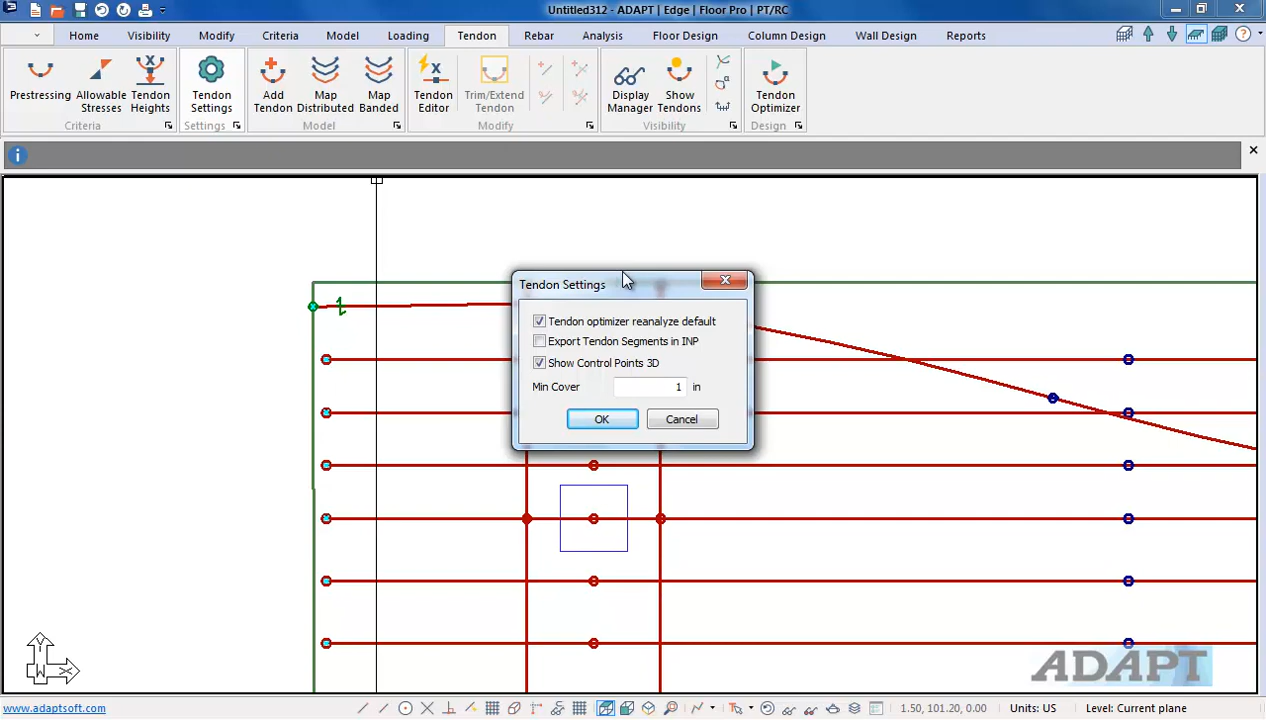 Untitled312 - ADAPT | Edge | Floor Pro | PT/RC
Home Visibility Modify Criteria Model Loading Tendon Rebar Analysis Floor Design Column Design Wall Design Reports
Prestressing Allowable Stresses Tendon Heights Tendon Settings Add Tendon Map Distributed Map Banded Tendon Editor Trim/Extend Tendon Display Manager Show Tendons Tendon Optimizer
Criteria Settings Model Modify Visibility Design
Tendon Settings
Tendon optimizer reanalyze default
Export Tendon Segments in INP
Show Control Points 3D
Min Cover 1 in
OK Cancel
Y
W X
ADAPT
www.adaptsoft.com 1.50, 101.20, 0.00 Units: US Level: Current plane